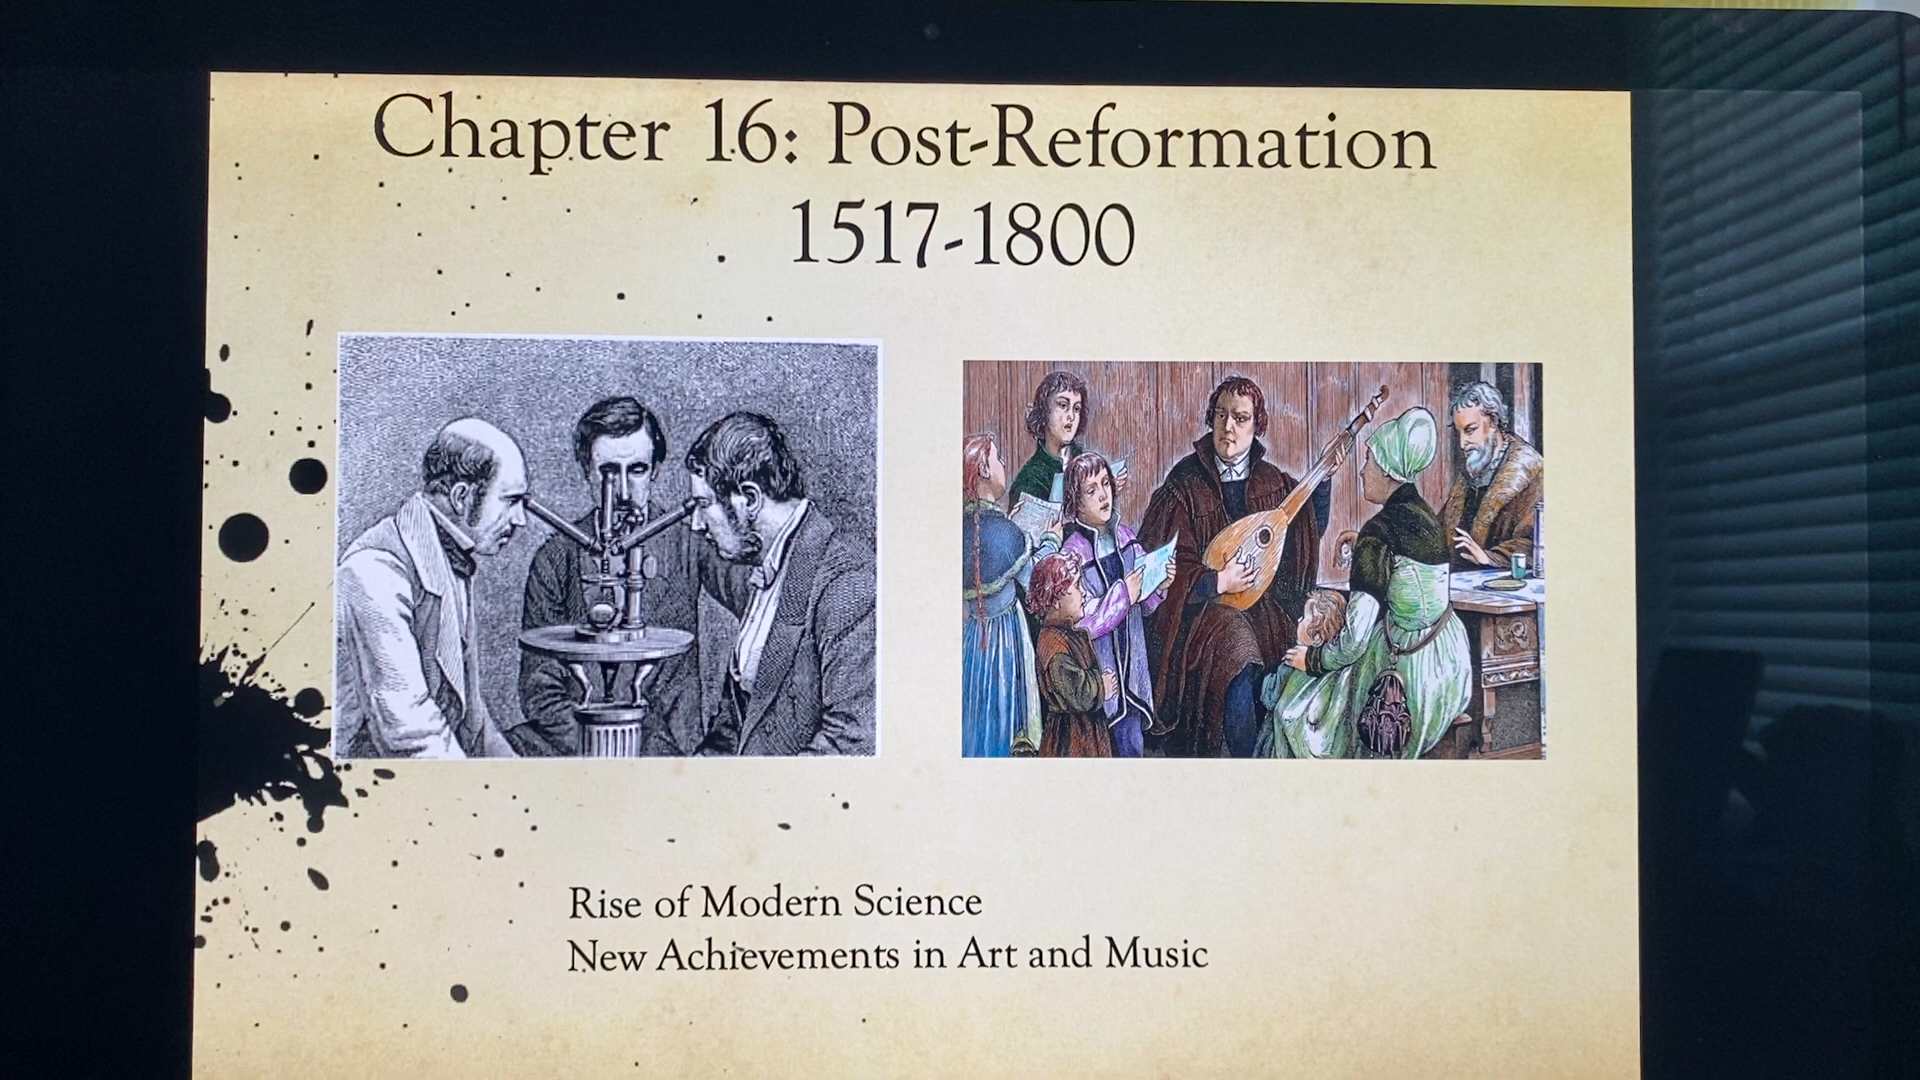 Chapter 16: Post-Reformation
1517-1800
Rise of Modern Science
New Achievements in Art and Music